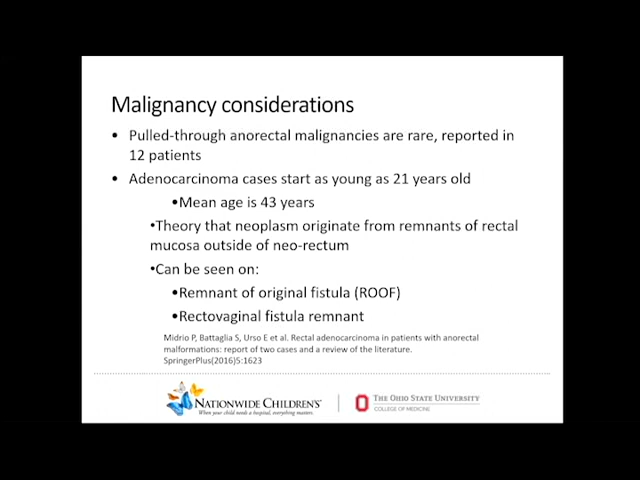 Malignancy considerations
• Pulled-through anorectal malignancies are rare, reported in
12 patients
• Adenocarcinoma cases start as young as 21 years old
•Mean age is 43 years
•Theory that neoplasm originate from remnants of rectal
mucosa outside of neo-rectum
•Can be seen on:
•Remnant of original fistula (ROOF)
•Rectovaginal fistula remnant
Midrio P, Battaglia S, Urso E et al. Rectal adenocarcinoma in patients with anorectal
malformations: report of two cases and a review of the literature.
SpringerPlus(2016)5:1623
NATIONWIDE CHILDREN'S
When your child needs a hospital, everything matters.
THE OHIO STATE UNIVERSITY
COLLEGE OF MEDICINE